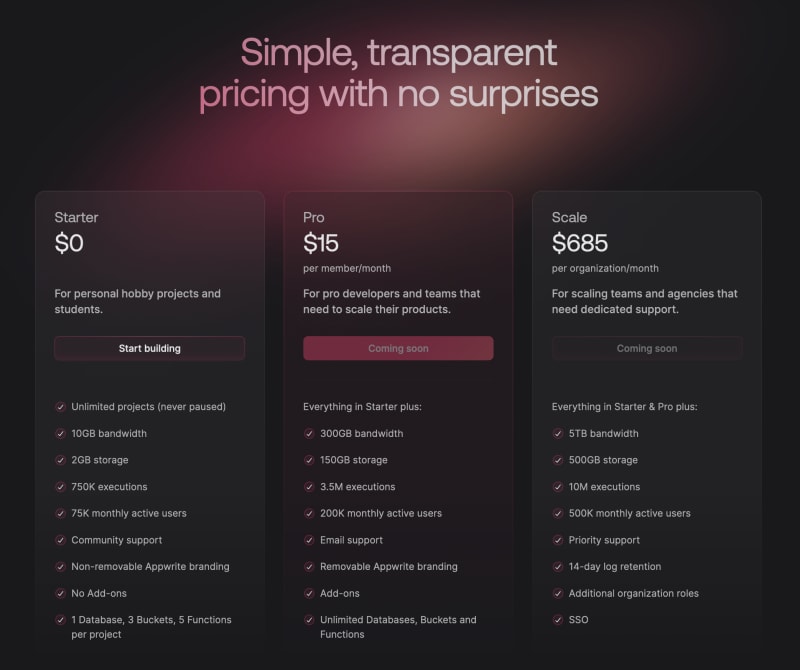 Simple, transparent
pricing with no surprises
Starter
$0
For personal hobby projects and
students.
Start building
Unlimited projects (never paused)
10GB bandwidth
2GB storage
750K executions
75K monthly active users
Community support
Non-removable Appwrite branding
No Add-ons
1 Database, 3 Buckets, 5 Functions
per project
Pro
$15
per member/month
For pro developers and teams that
need to scale their products.
Coming soon
Everything in Starter plus:
300GB bandwidth
150GB storage
3.5M executions
200K monthly active users
Email support
Removable Appwrite branding
Add-ons
Unlimited Databases, Buckets and
Functions
Scale
$685
per organization/month
For scaling teams and agencies that
need dedicated support.
Coming soon
Everything in Starter & Pro plus:
5TB bandwidth
500GB storage
10M executions
500K monthly active users
Priority support
14-day log retention
Additional organization roles
SSO